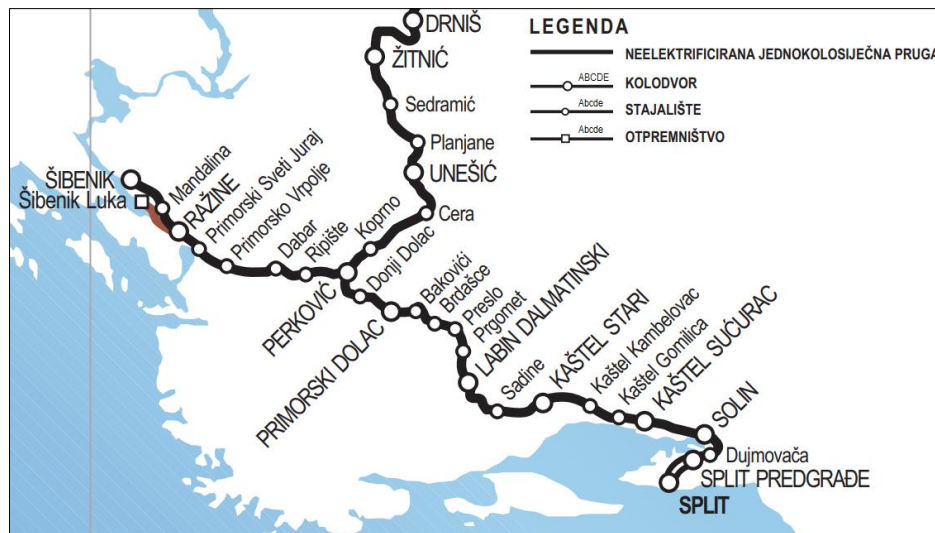 DRNIŠ
LEGENDA
NEELEKTRIFICIRANA JEDNOKOLOSJEČNA PRUGA
ABCDE
KOLODVOR
Abcde
STAJALIŠTE
Abcde
OTPREMNIŠTVO
ŽITNIĆ
Sedramić
Planjane
UNEŠIĆ
Cera
Koprno
ŠIBENIK
Šibenik Luka
Mandalina
RAŽINE
Primorski Sveti Juraj
Primorsko Vrpolje
Dabar
Ripište
PERKOVIĆ
Donji Dolac
PRIMORSKI DOLAC
Bakovići
Brdašce
Preslo
Prgomet
LABIN DALMATINSKI
Sadine
KAŠTEL STARI
Kaštel Kambelovac
Kaštel Gomilica
KAŠTEL SUĆURAC
SOLIN
Dujmovača
SPLIT PREDGRAĐE
SPLIT